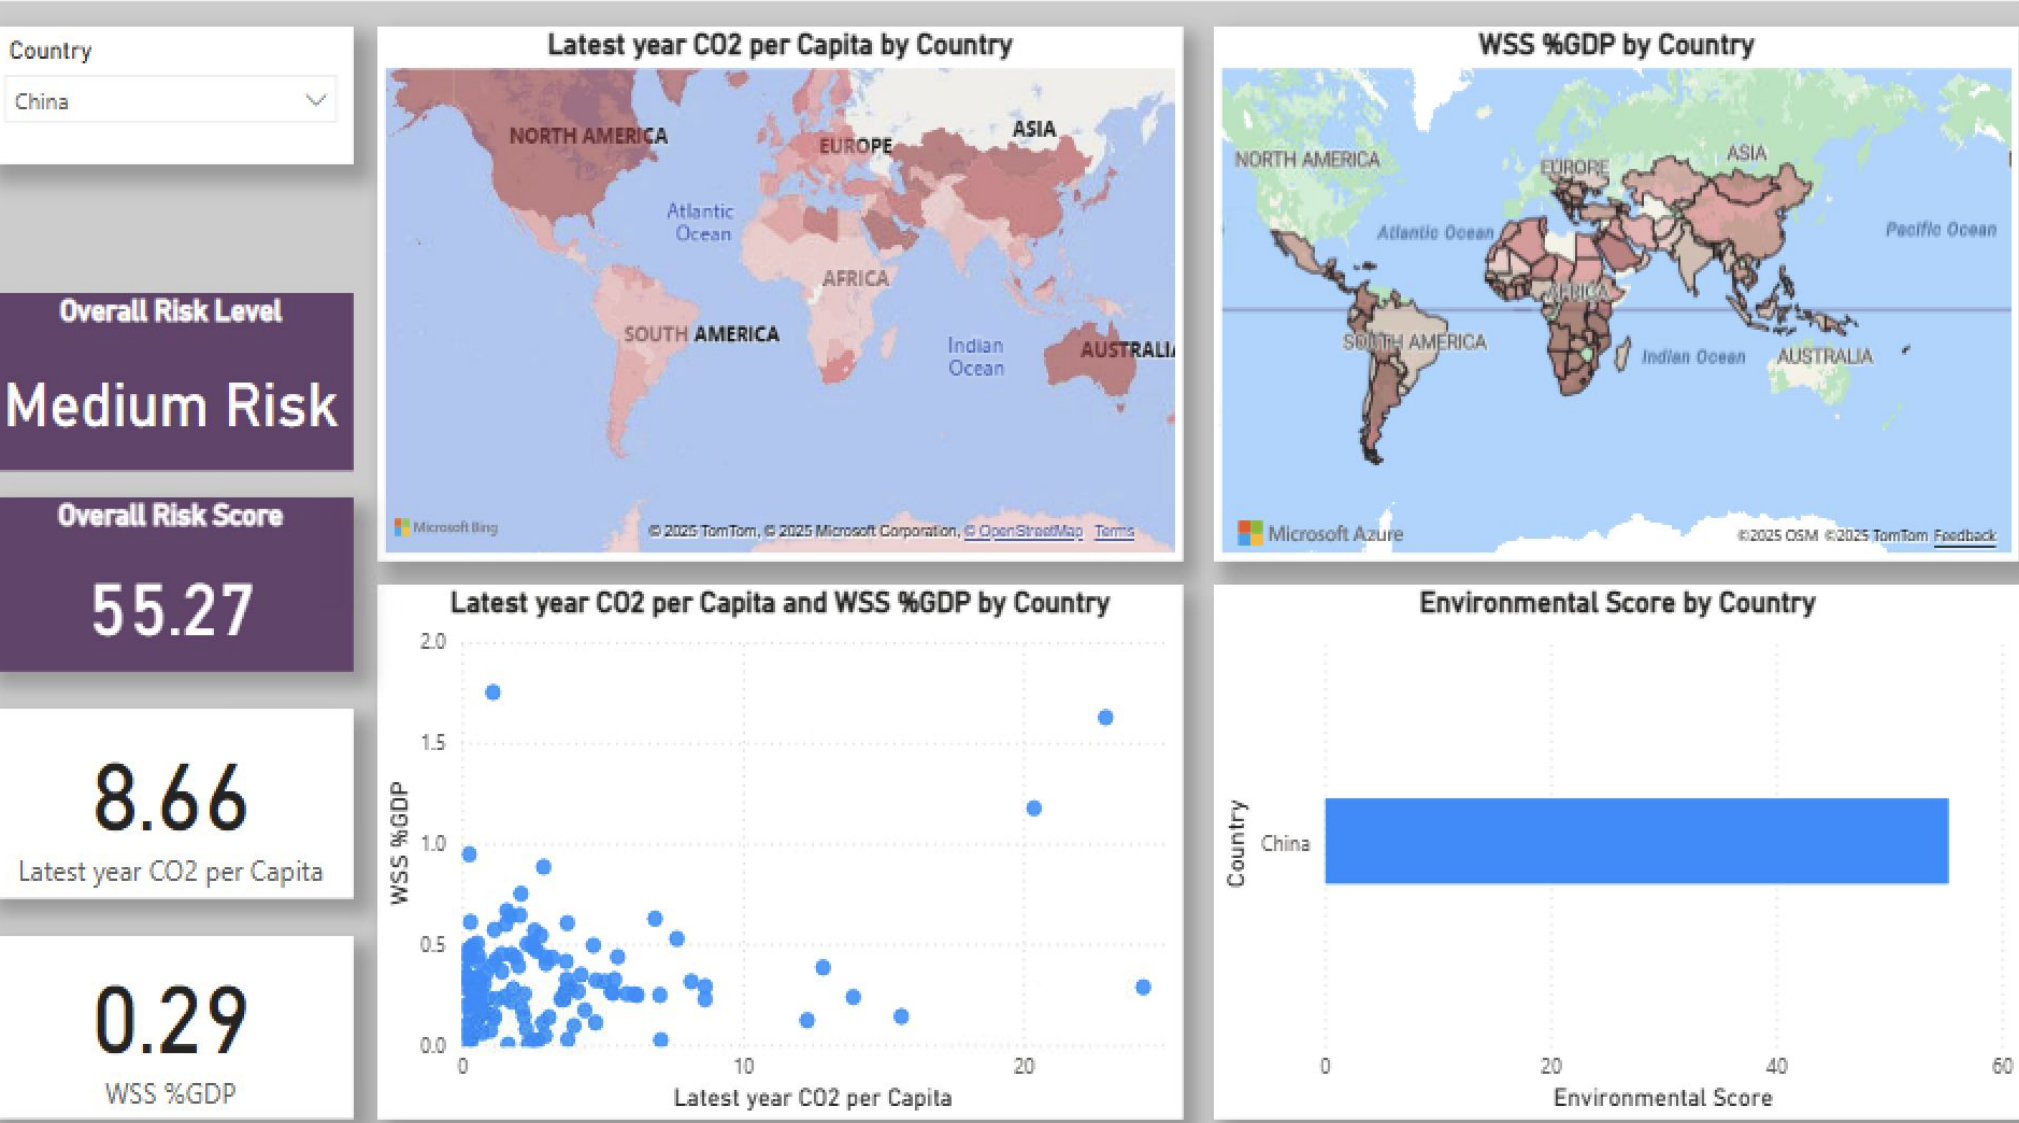 Country
China
Overall Risk Level
Medium Risk
Overall Risk Score
55.27
8.66
Latest year CO2 per Capita
0.29
WSS %GDP
Latest year CO2 per Capita by Country
NORTH AMERICA
EUROPE
ASIA
Atlantic
Ocean
AFRICA
SOUTH AMERICA
Indian
Ocean
AUSTRALIA
Microsoft Bing
© 2025 TomTom, © 2025 Microsoft Corporation, © OpenStreetMap Terms
WSS %GDP by Country
NORTH AMERICA
EUROPE
ASIA
Atlantic Ocean
Pacific Ocean
AFRICA
SOUTH AMERICA
Indian Ocean
AUSTRALIA
Microsoft Azure
©2025 OSM ©2025 TomTom Feedback
Latest year CO2 per Capita and WSS %GDP by Country
2.0
1.5
1.0
0.5
0.0
WSS %GDP
0 10 20
Latest year CO2 per Capita
Environmental Score by Country
Country
China
0 20 40 60
Environmental Score